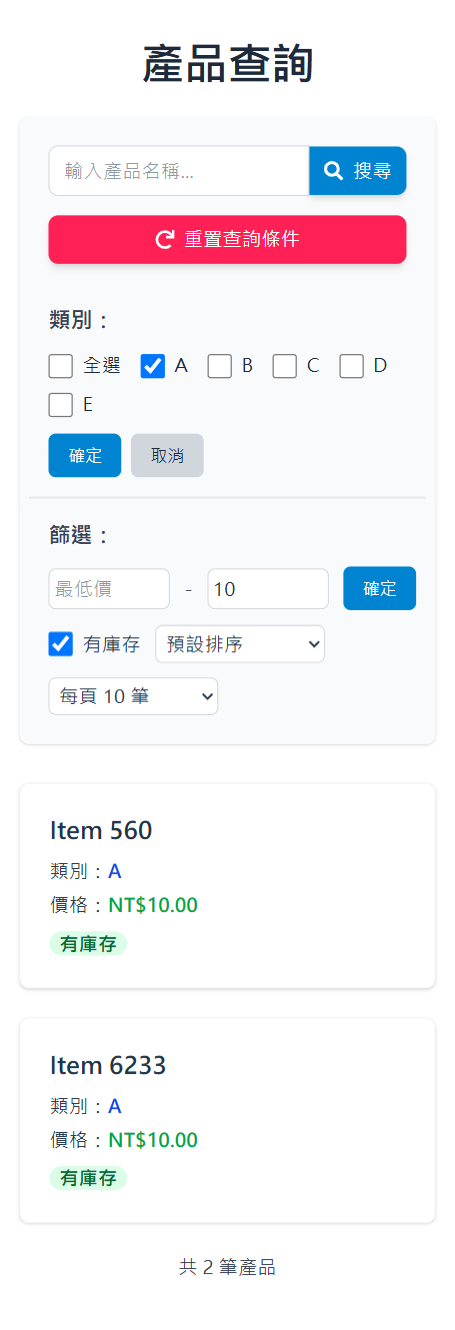 產品查詢
輸入產品名稱...
搜尋
重置查詢條件
類別：
全選 A B C D
E
確定 取消
篩選：
最低價 - 10 確定
有庫存 預設排序
每頁 10 筆
Item 560
類別：A
價格：NT$10.00
有庫存
Item 6233
類別：A
價格：NT$10.00
有庫存
共 2 筆產品